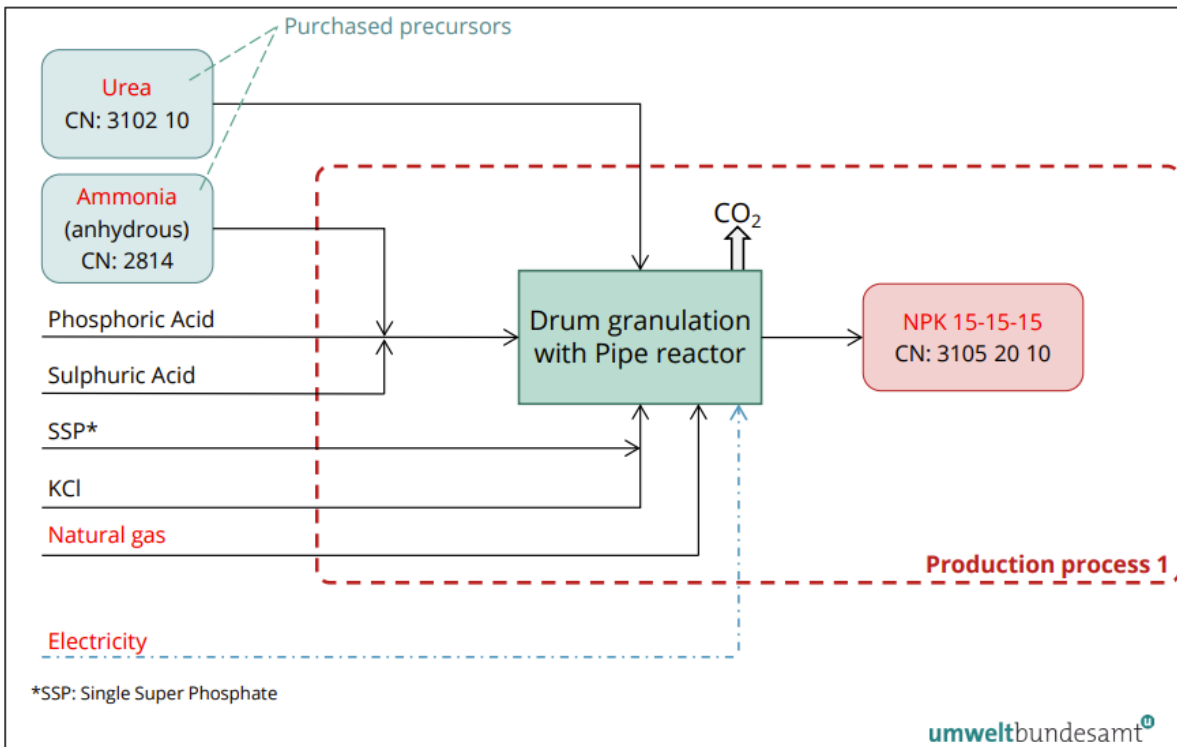 Purchased precursors
Urea
CN: 3102 10
Ammonia
(anhydrous)
CN: 2814
CO₂
Phosphoric Acid
Drum granulation
with Pipe reactor
NPK 15-15-15
CN: 3105 20 10
Sulphuric Acid
SSP*
KCl
Natural gas
Production process 1
Electricity
*SSP: Single Super Phosphate
umweltbundesamt
u